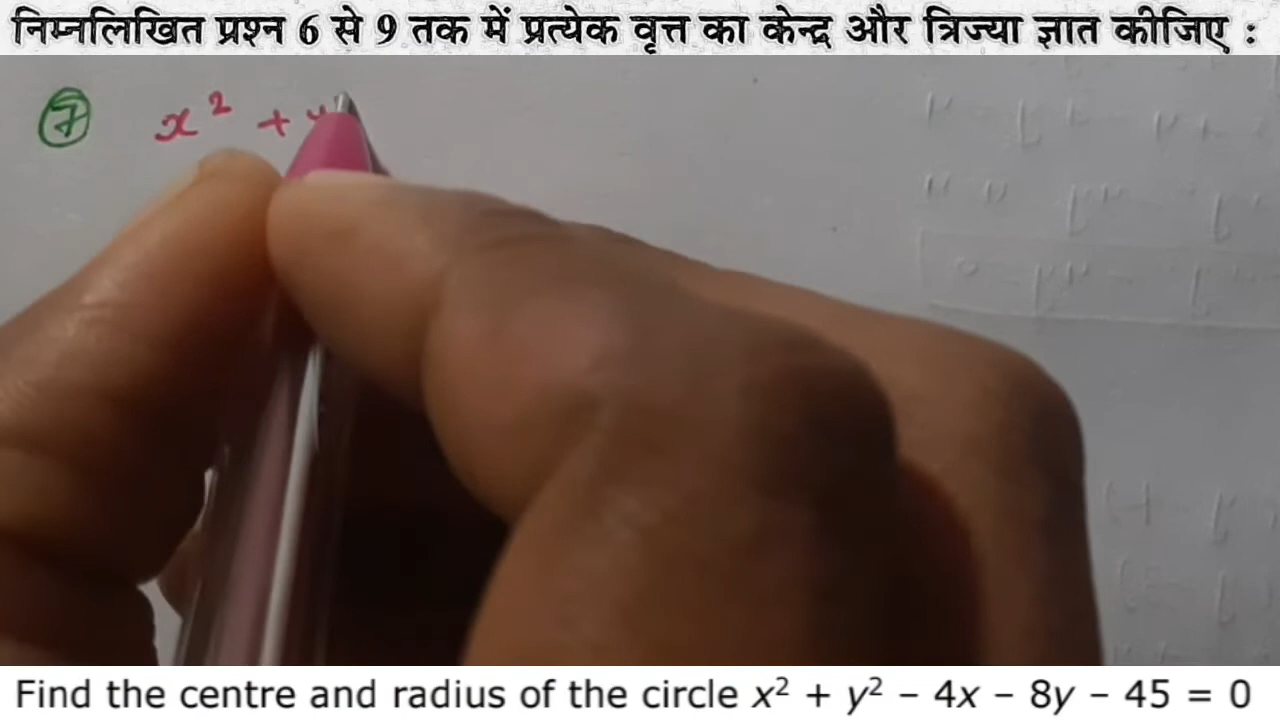 निम्नलिखित प्रश्न 6 से 9 तक में प्रत्येक वृत्त का केन्द्र और त्रिज्या ज्ञात कीजिए :
7 x² + y
Find the centre and radius of the circle x² + y² − 4x − 8y − 45 = 0